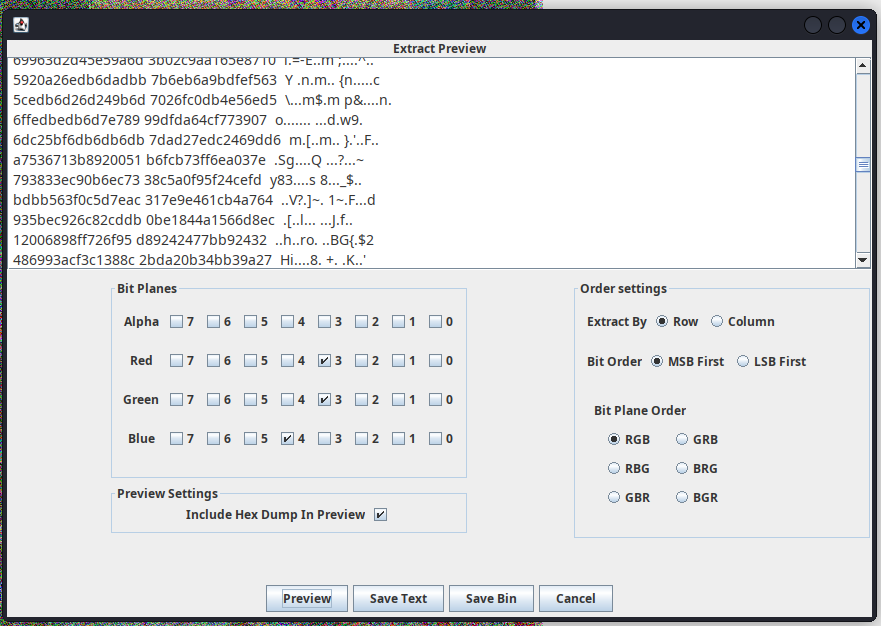 Extract Preview
69963d2d45e59a6d 3b02c9aa165e8710 i.=-E..m ;....^..
5920a26edb6dadbb 7b6eb6a9bdfef563 Y .n.m.. {n.....c
5cedb6d26d249b6d 7026fc0db4e56ed5 \...m$.m p&....n.
6ffedbedb6d7e789 99dfda64cf773907 o....... ...d.w9.
6dc25bf6db6db6db 7dad27edc2469dd6 m.[..m.. }.'..F..
a7536713b8920051 b6fcb73ff6ea037e .Sg....Q ...?...~
793833ec90b6ec73 38c5a0f95f24cefd y83....s 8..._$..
bdbb563f0c5d7eac 317e9e461cb4a764 ..V?.]~. 1~.F...d
935bec926c82cddb 0be1844a1566d8ec .[..l... ...J.f..
12006898ff726f95 d89242477bb92432 ..h..ro. ..BG{.$2
486993acf3c1388c 2bda20b34bb39a27 Hi....8. +. .K..'
Bit Planes
Alpha 7 6 5 4 3 2 1 0
Red 7 6 5 4 3 2 1 0
Green 7 6 5 4 3 2 1 0
Blue 7 6 5 4 3 2 1 0
Preview Settings
Include Hex Dump In Preview
Order settings
Extract By Row Column
Bit Order MSB First LSB First
Bit Plane Order
RGB GRB
RBG BRG
GBR BGR
Preview Save Text Save Bin Cancel